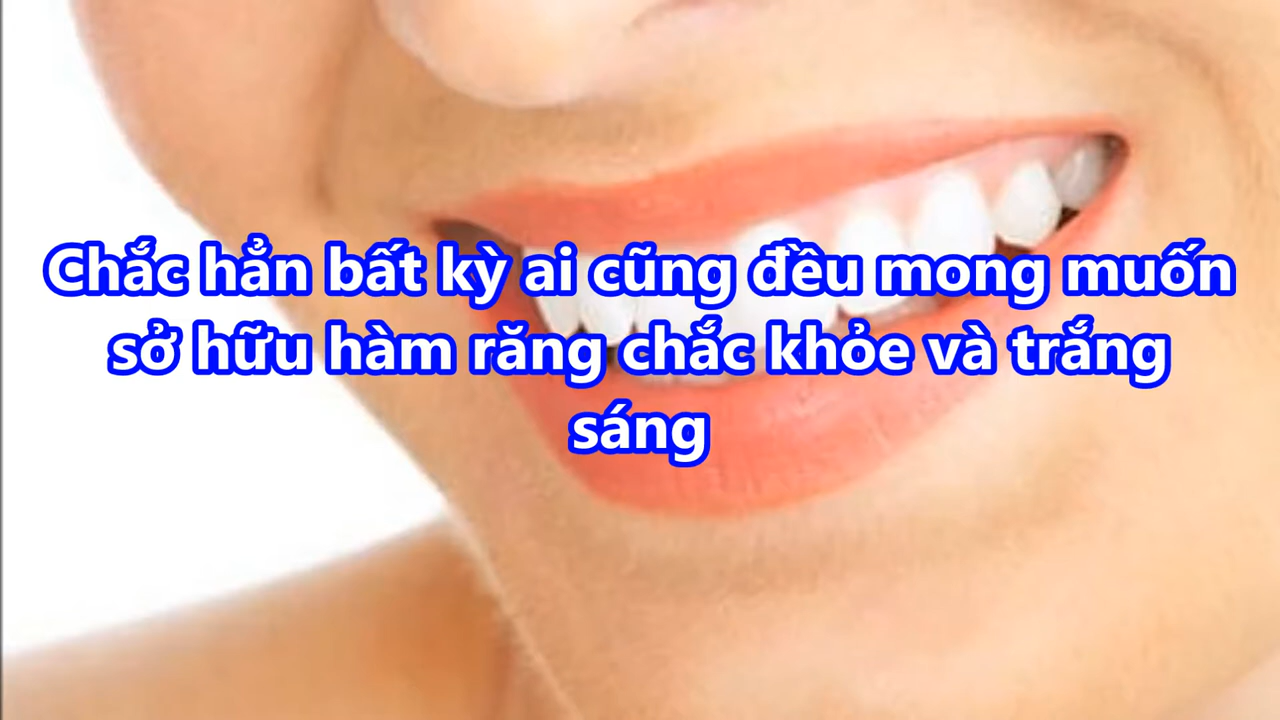 Chắc hẳn bất kỳ ai cũng đều mong muốn
sở hữu hàm răng chắc khỏe và trắng
sáng